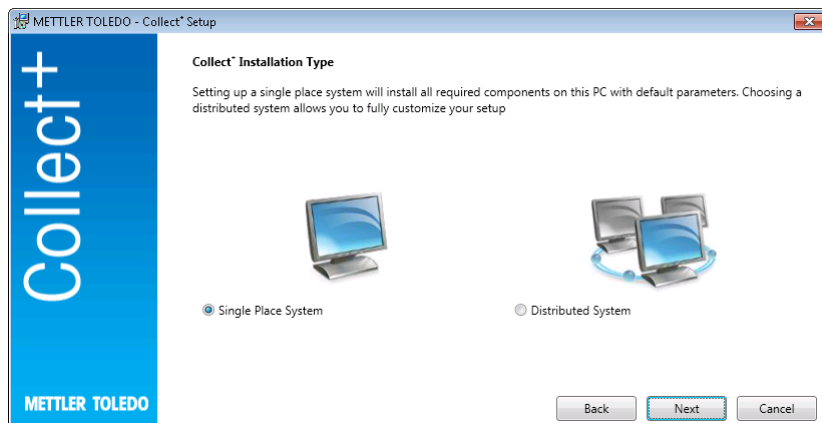 METTLER TOLEDO - Collect+ Setup
Collect+
Collect+ Installation Type
Setting up a single place system will install all required components on this PC with default parameters. Choosing a
distributed system allows you to fully customize your setup
Single Place System
Distributed System
METTLER TOLEDO
Back
Next
Cancel